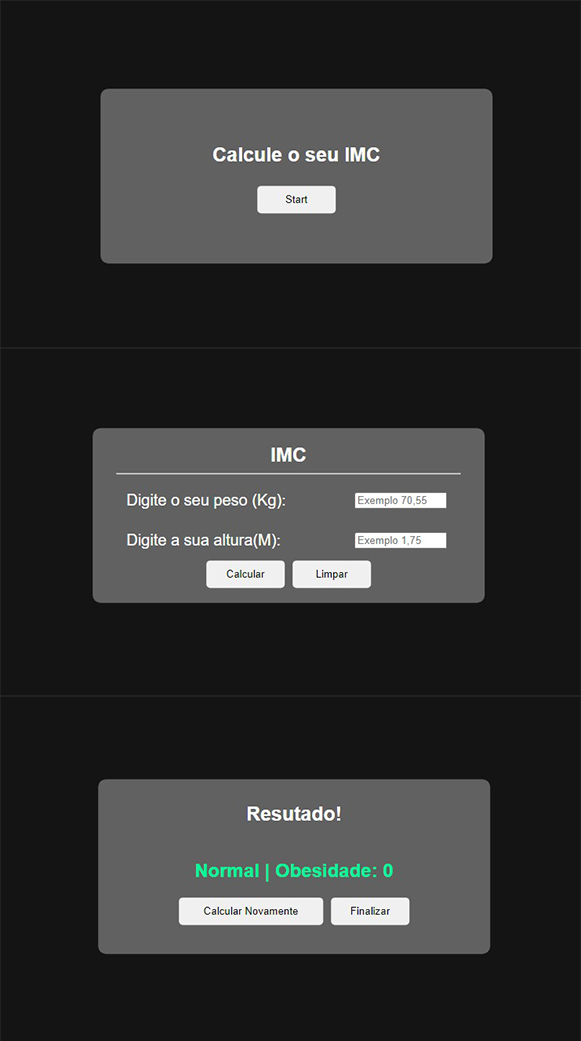 Calcule o seu IMC
Start
IMC
Digite o seu peso (Kg): Exemplo 70,55
Digite a sua altura(M): Exemplo 1,75
Calcular Limpar
Resutado!
Normal | Obesidade: 0
Calcular Novamente Finalizar